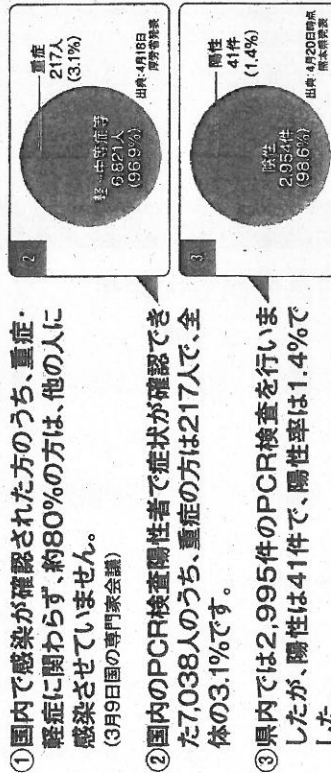 ①国内で感染が確認された方のうち、重症・
軽症に関わらず、約80%の方は、他の人に
感染させていません。
(3月9日国の専門家会議)
②国内のPCR検査陽性者で症状が確認でき
た7,038人のうち、重症の方は217人で、全
体の3.1%です。
③県内では2,995件のPCR検査を行いま
したが、陽性は41件で、陽性率は1.4%で
した
2
重症
217人
(3.1%)
軽~中等症等
6,821人
(96.9%)
出典:4月18日
厚労省発表
3
陽性
41件
(1.4%)
陰性
2,954件
(98.6%)
出典:4月20日時点
熊本県発表